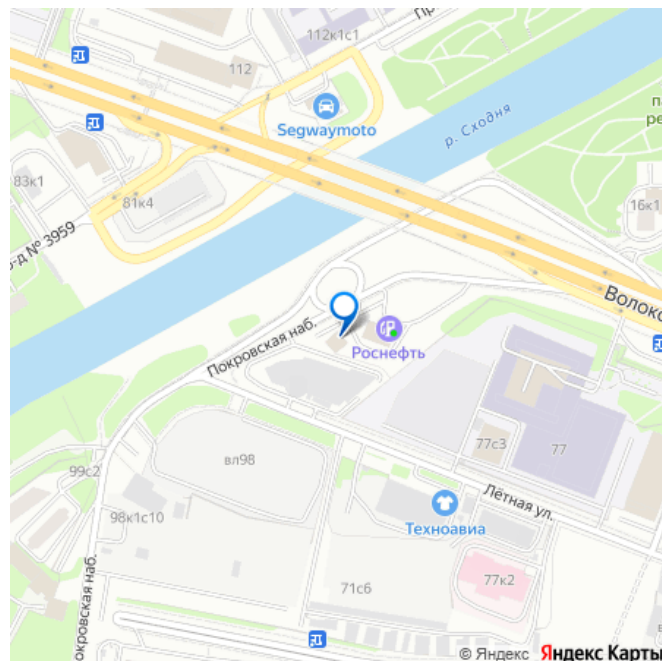 112к1с1
112
Segwaymoto
р. Сходня
83к1
81к4
16к1
№ 3959
Волоко
Покровская наб.
Роснефть
77с3
77
вл98
99с2
Лётная ул.
98к1с10
Техноавиа
71с6
77к2
окровская наб.
© Яндекс Яндекс Карты